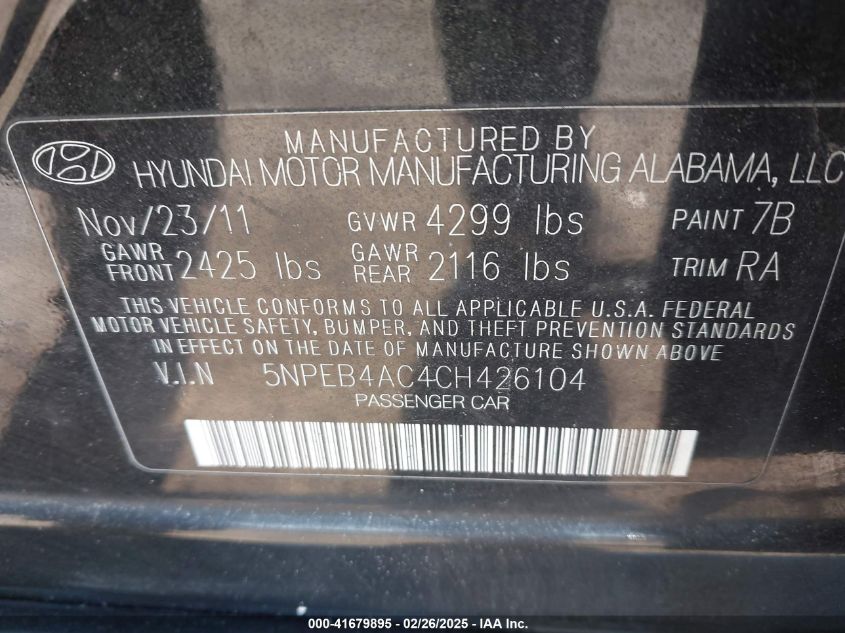 MANUFACTURED BY
HYUNDAI MOTOR MANUFACTURING ALABAMA, LLC
Nov/23/11 GVWR 4299 lbs PAINT 7B
GAWR FRONT 2425 lbs GAWR REAR 2116 lbs TRIM RA
THIS VEHICLE CONFORMS TO ALL APPLICABLE U.S.A. FEDERAL
MOTOR VEHICLE SAFETY, BUMPER, AND THEFT PREVENTION STANDARDS
IN EFFECT ON THE DATE OF MANUFACTURE SHOWN ABOVE
V.I.N 5NPEB4AC4CH426104
PASSENGER CAR
000-41679895 - 02/26/2025 - IAA Inc.